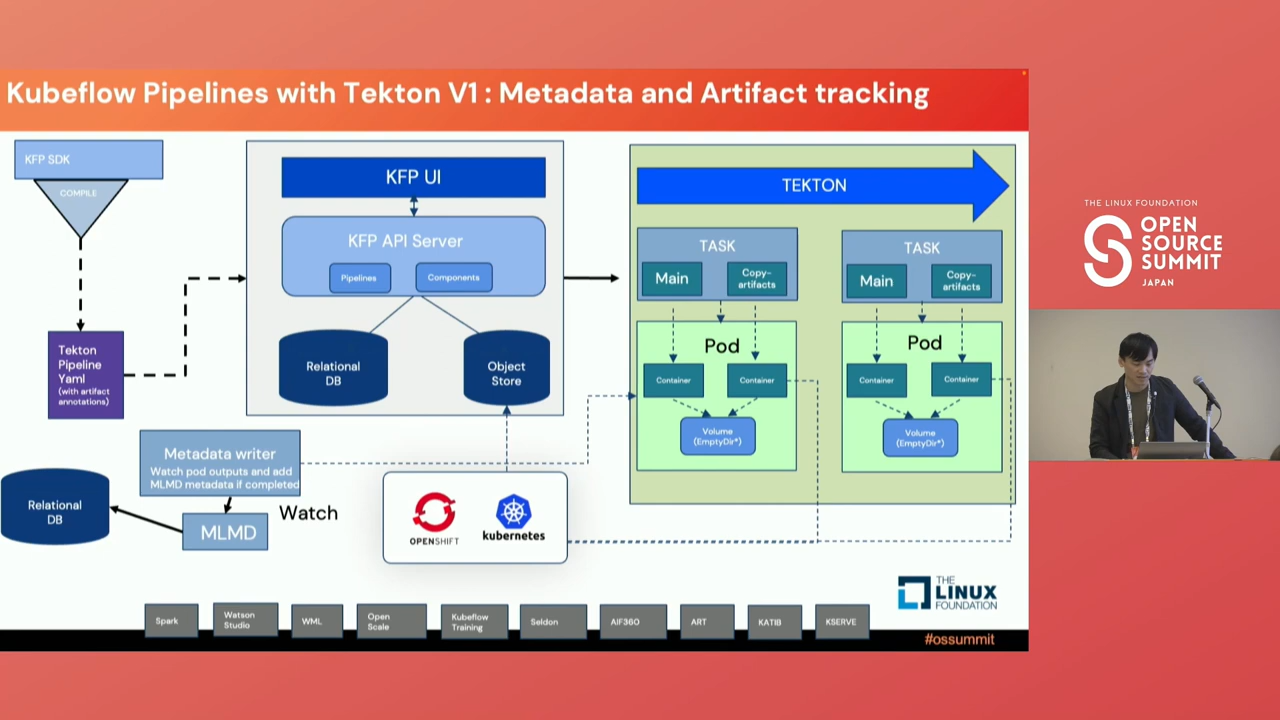 Kubeflow Pipelines with Tekton V1 : Metadata and Artifact tracking
KFP SDK
COMPILE
Tekton
Pipeline
Yaml
(with artifact
annotations)
KFP UI
KFP API Server
Pipelines
Components
Relational
DB
Object
Store
TEKTON
TASK
Main
Copy-
artifacts
Pod
Container
Container
Volume
(EmptyDir*)
TASK
Main
Copy-
artifacts
Pod
Container
Container
Volume
(EmptyDir*)
Metadata writer
Watch pod outputs and add
MLMD metadata if completed
Relational
DB
MLMD
Watch
OPENSHIFT
kubernetes
Spark
Watson
Studio
WML
Open
Scale
Kubeflow
Training
Seldon
AIF360
ART
KATIB
KSERVE
THE
LINUX
FOUNDATION
#ossummit
THE LINUX FOUNDATION
OPEN
SOURCE
SUMMIT
JAPAN